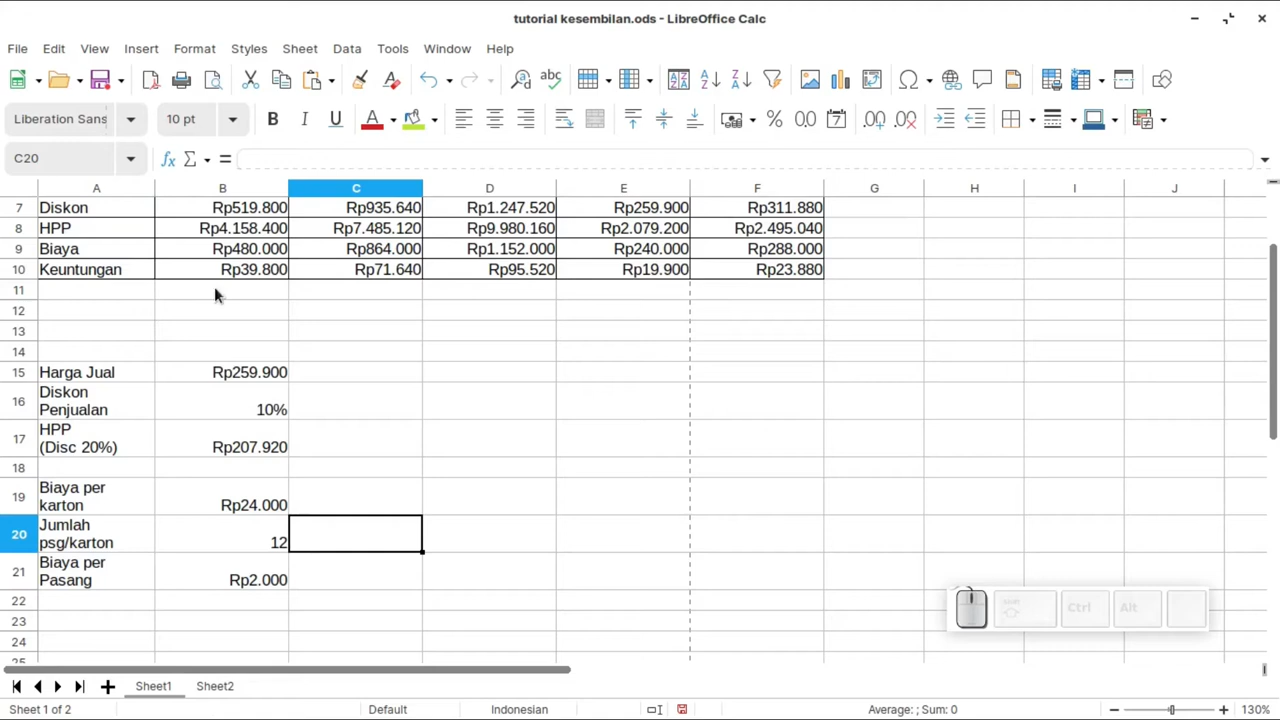 tutorial kesembilan.ods - LibreOffice Calc
File Edit View Insert Format Styles Sheet Data Tools Window Help
Liberation Sans 10 pt
C20
A B C D E F G H I J
7 Diskon Rp519.800 Rp935.640 Rp1.247.520 Rp259.900 Rp311.880
8 HPP Rp4.158.400 Rp7.485.120 Rp9.980.160 Rp2.079.200 Rp2.495.040
9 Biaya Rp480.000 Rp864.000 Rp1.152.000 Rp240.000 Rp288.000
10 Keuntungan Rp39.800 Rp71.640 Rp95.520 Rp19.900 Rp23.880
11
12
13
14
15 Harga Jual Rp259.900
Diskon
16 Penjualan 10%
HPP
17 (Disc 20%) Rp207.920
18
Biaya per
19 karton Rp24.000
Jumlah
20 psg/karton 12
Biaya per
21 Pasang Rp2.000
22
23
24
25
Shift Ctrl Alt
Sheet1 Sheet2
Sheet 1 of 2 Default Indonesian Average: ; Sum: 0 130%